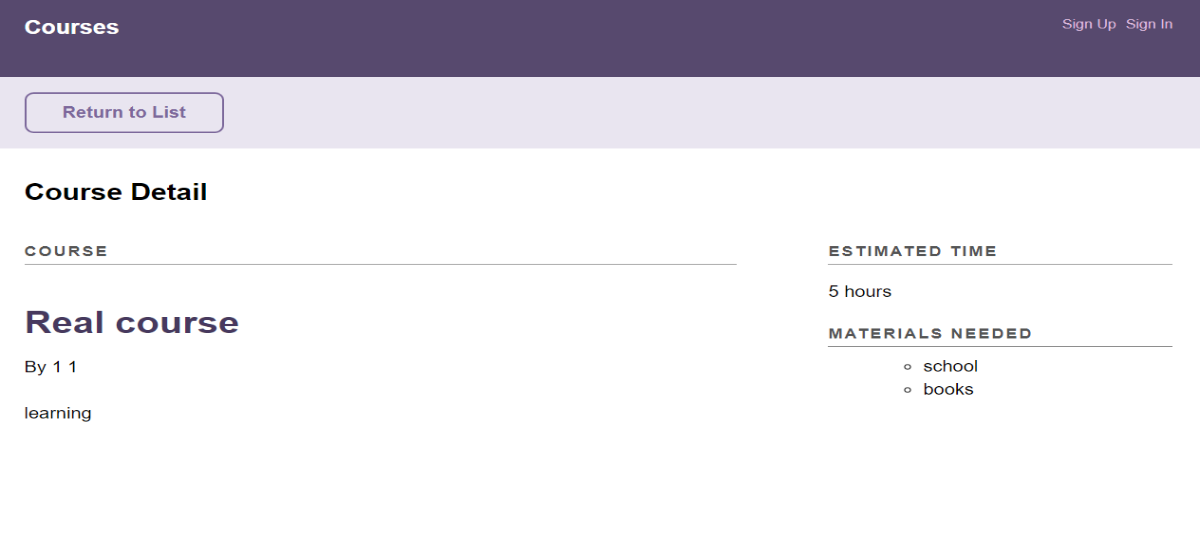 Courses
Sign Up Sign In
Return to List
Course Detail
COURSE
Real course
By 1 1
learning
ESTIMATED TIME
5 hours
MATERIALS NEEDED
school
books